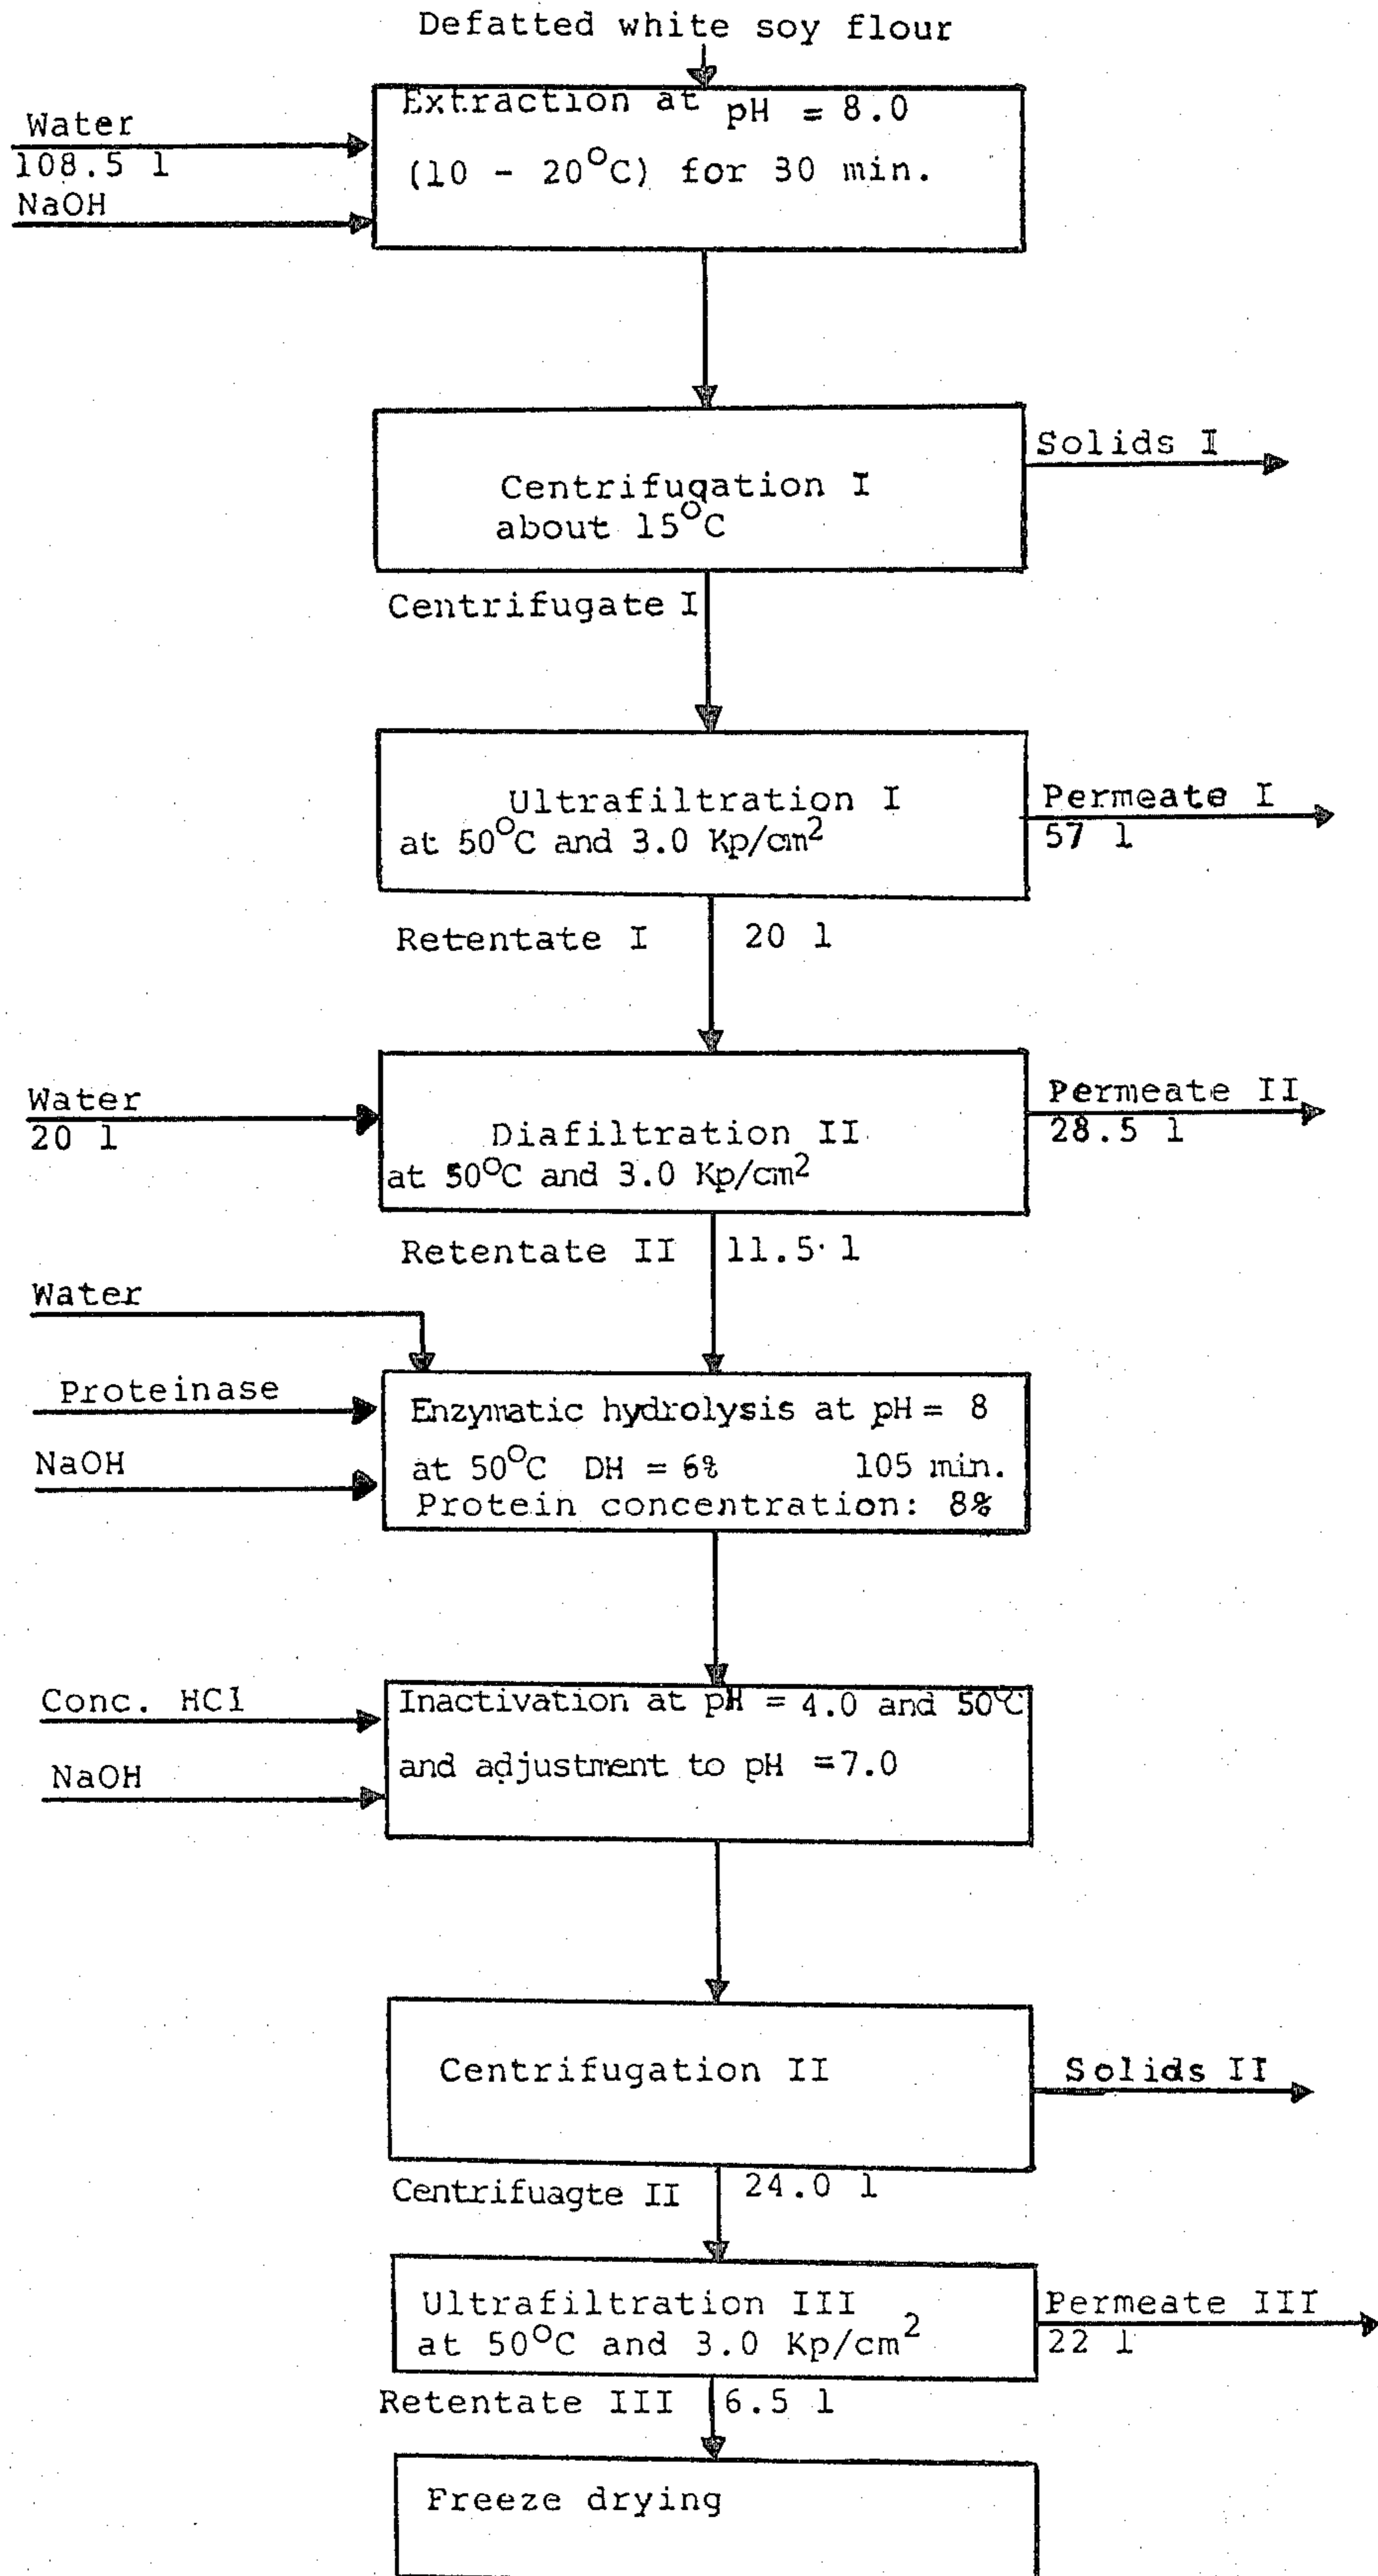 Defatted white soy flour
Extraction at pH = 8.0
(10 - 20°C) for 30 min.
Water
108.5 l
NaOH
Centrifugation I
about 15°C
Solids I
Centrifugate I
Ultrafiltration I
at 50°C and 3.0 Kp/cm²
Permeate I
57 l
Retentate I 20 l
Water
20 l
Diafiltration II
at 50°C and 3.0 Kp/cm²
Permeate II
28.5 l
Retentate II 11.5 l
Water
Proteinase
NaOH
Enzymatic hydrolysis at pH = 8
at 50°C DH = 6% 105 min.
Protein concentration: 8%
Conc. HCl
NaOH
Inactivation at pH = 4.0 and 50°C
and adjustment to pH = 7.0
Centrifugation II
Solids II
Centrifuagte II 24.0 l
Ultrafiltration III
at 50°C and 3.0 Kp/cm²
Permeate III
22 l
Retentate III 6.5 l
Freeze drying